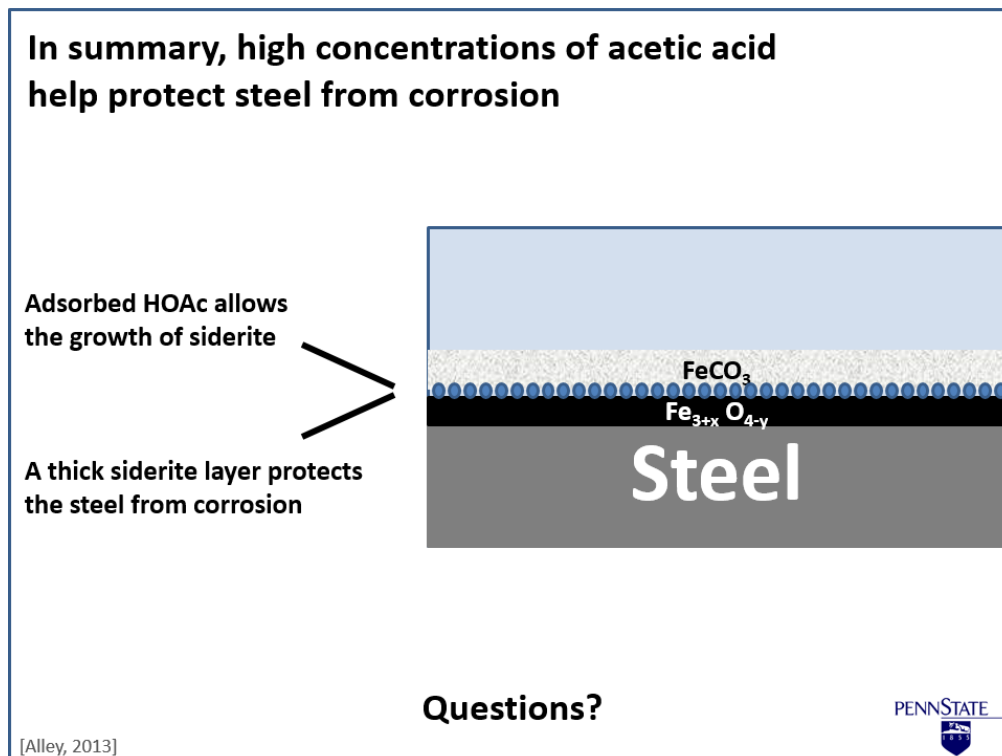 In summary, high concentrations of acetic acid
help protect steel from corrosion
Adsorbed HOAc allows
the growth of siderite
A thick siderite layer protects
the steel from corrosion
FeCO₃
Fe₃₊ₓ O₄₋y
Steel
Questions?
[Alley, 2013]
PENNSTATE
1855